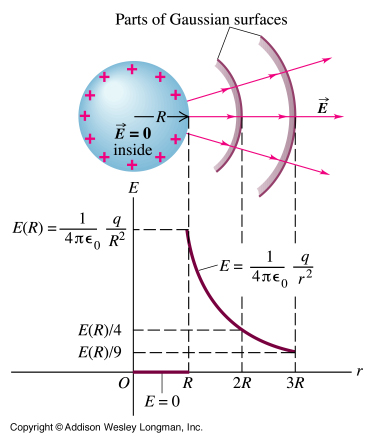 Parts of Gaussian surfaces
+ + + + + + + + + + + +
R
E⃗ = 0
inside
E⃗
E
E(R) = 1/4πϵ₀ q/R²
E = 1/4πϵ₀ q/r²
E(R)/4
E(R)/9
O R 2R 3R r
E = 0
Copyright © Addison Wesley Longman, Inc.